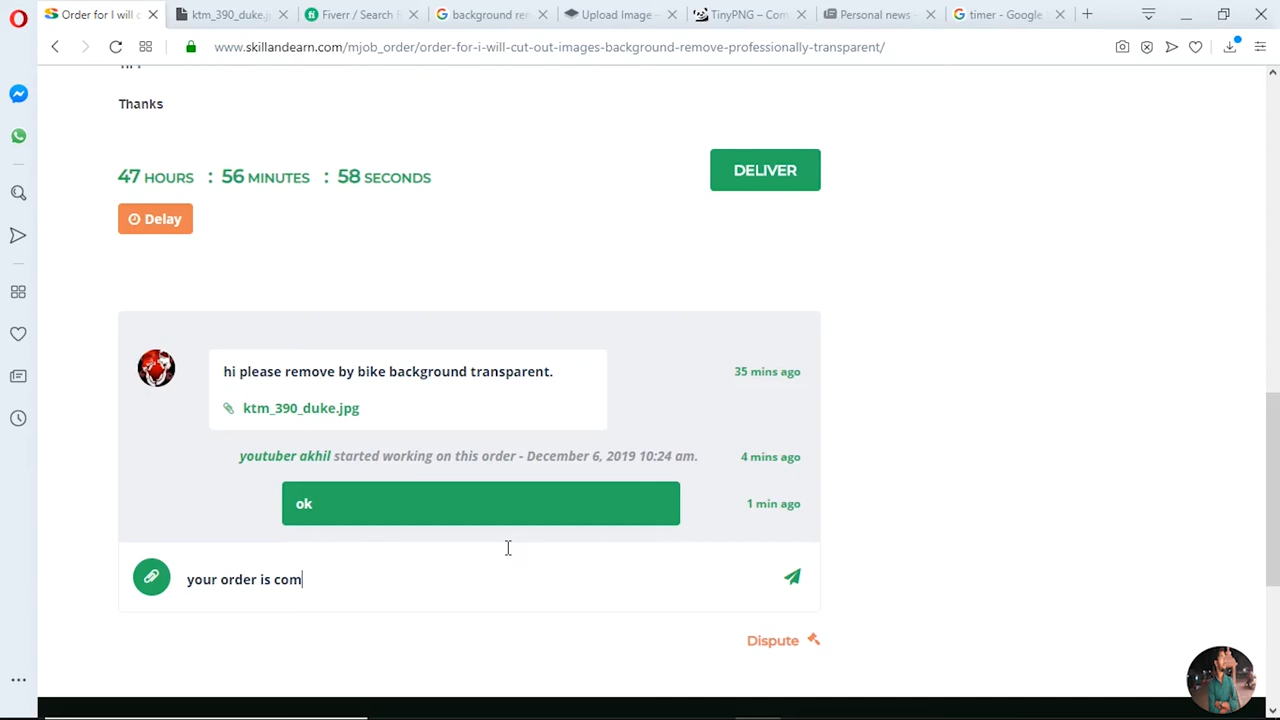 Order for I will c
ktm_390_duke.j
Fiverr / Search f
background rem
Upload Image –
TinyPNG – Com
Personal news
timer - Google
www.skillandearn.com/mjob_order/order-for-i-will-cut-out-images-background-remove-professionally-transparent/
Thanks
47 HOURS : 56 MINUTES : 58 SECONDS
DELIVER
Delay
hi please remove by bike background transparent.
35 mins ago
ktm_390_duke.jpg
youtuber akhil started working on this order - December 6, 2019 10:24 am.
4 mins ago
ok
1 min ago
your order is com
Dispute